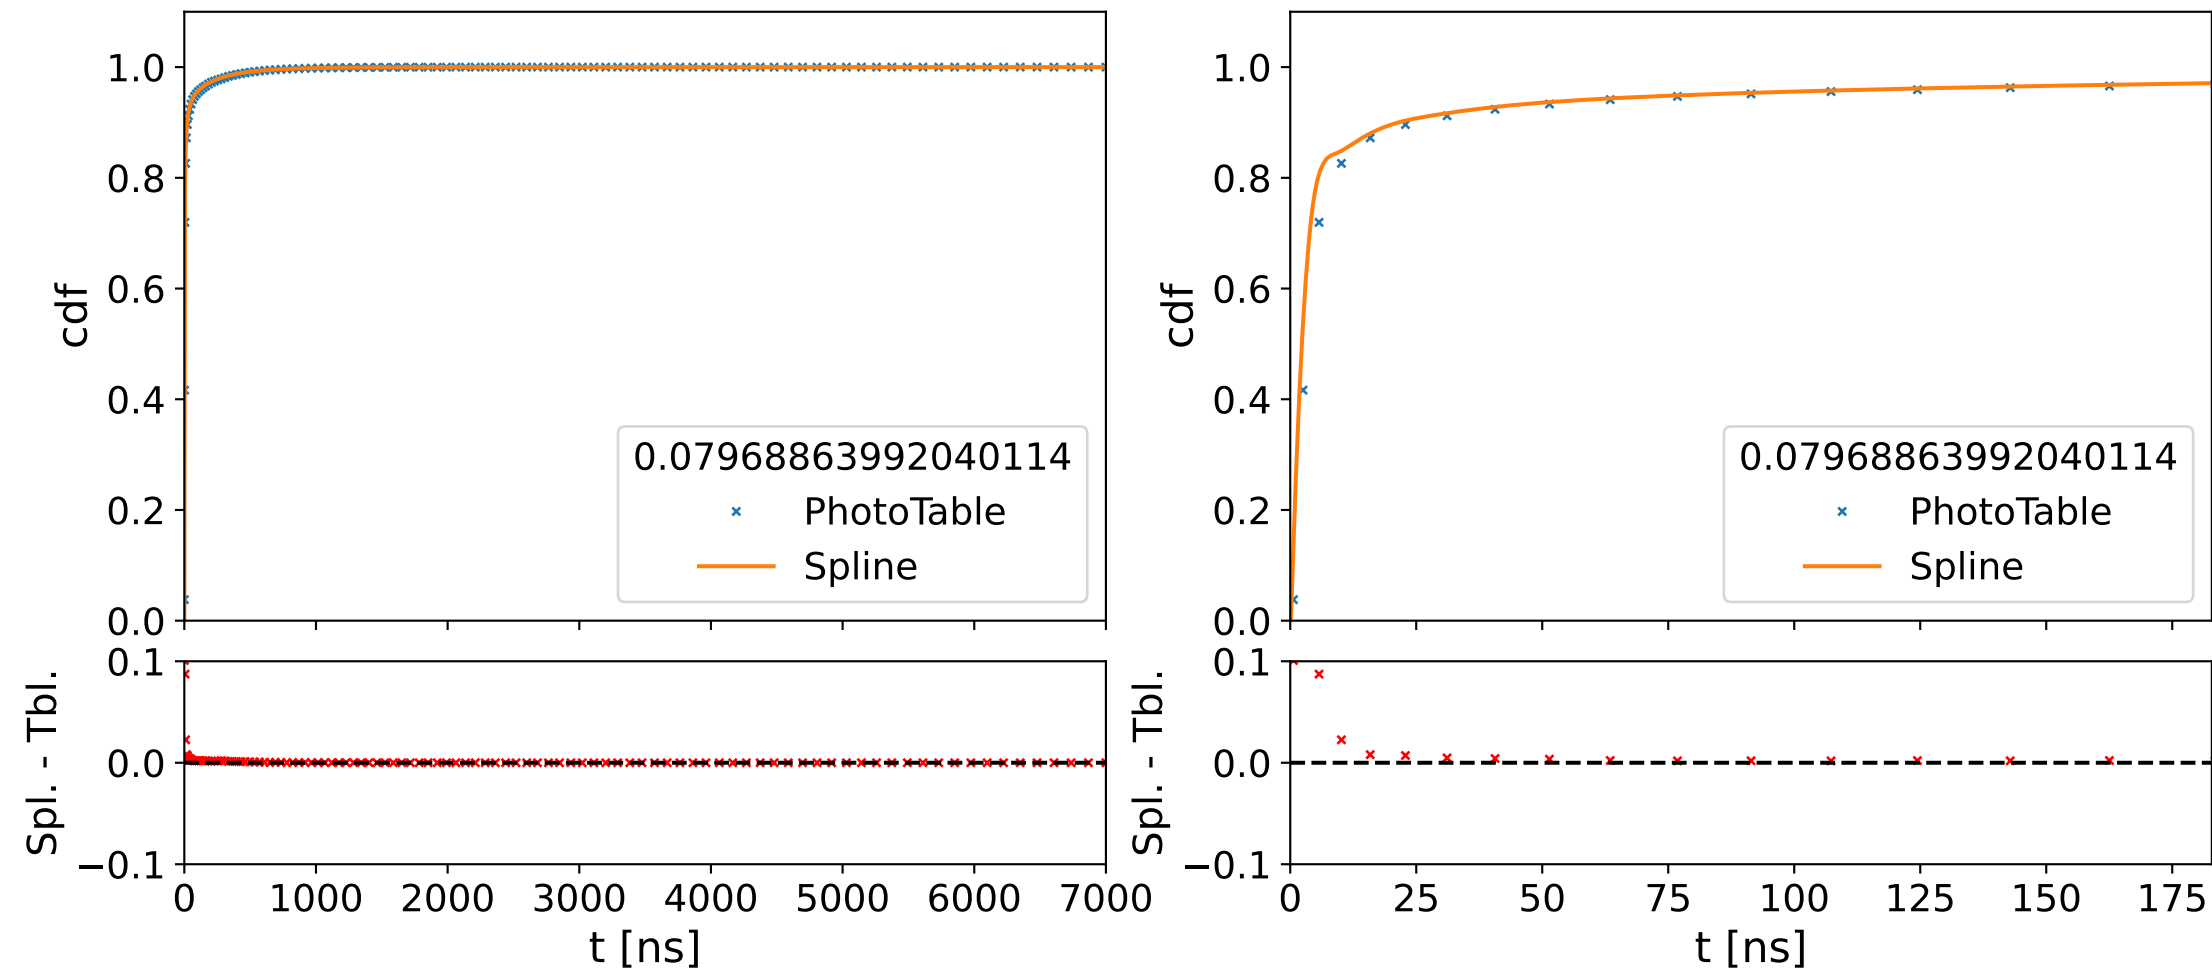 1.0
0.8
0.6
0.4
0.2
0.0
cdf
0.07968863992040114
PhotoTable
Spline
0.1
0.0
−0.1
Spl. - Tbl.
0 1000 2000 3000 4000 5000 6000 7000
t [ns]
1.0
0.8
0.6
0.4
0.2
0.0
cdf
0.07968863992040114
PhotoTable
Spline
0.1
0.0
−0.1
Spl. - Tbl.
0 25 50 75 100 125 150 175
t [ns]